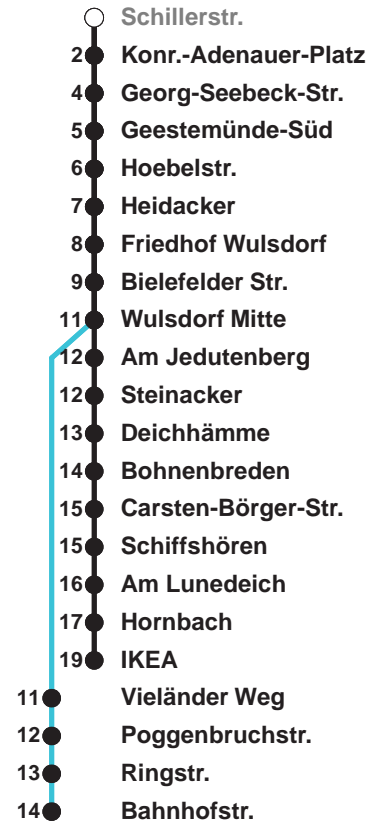 Schillerstr.
2 Konr.-Adenauer-Platz
4 Georg-Seebeck-Str.
5 Geestemünde-Süd
6 Hoebelstr.
7 Heidacker
8 Friedhof Wulsdorf
9 Bielefelder Str.
11 Wulsdorf Mitte
12 Am Jedutenberg
12 Steinacker
13 Deichhämme
14 Bohnenbreden
15 Carsten-Börger-Str.
15 Schiffshören
16 Am Lunedeich
17 Hornbach
19 IKEA
11 Vieländer Weg
12 Poggenbruchstr.
13 Ringstr.
14 Bahnhofstr.